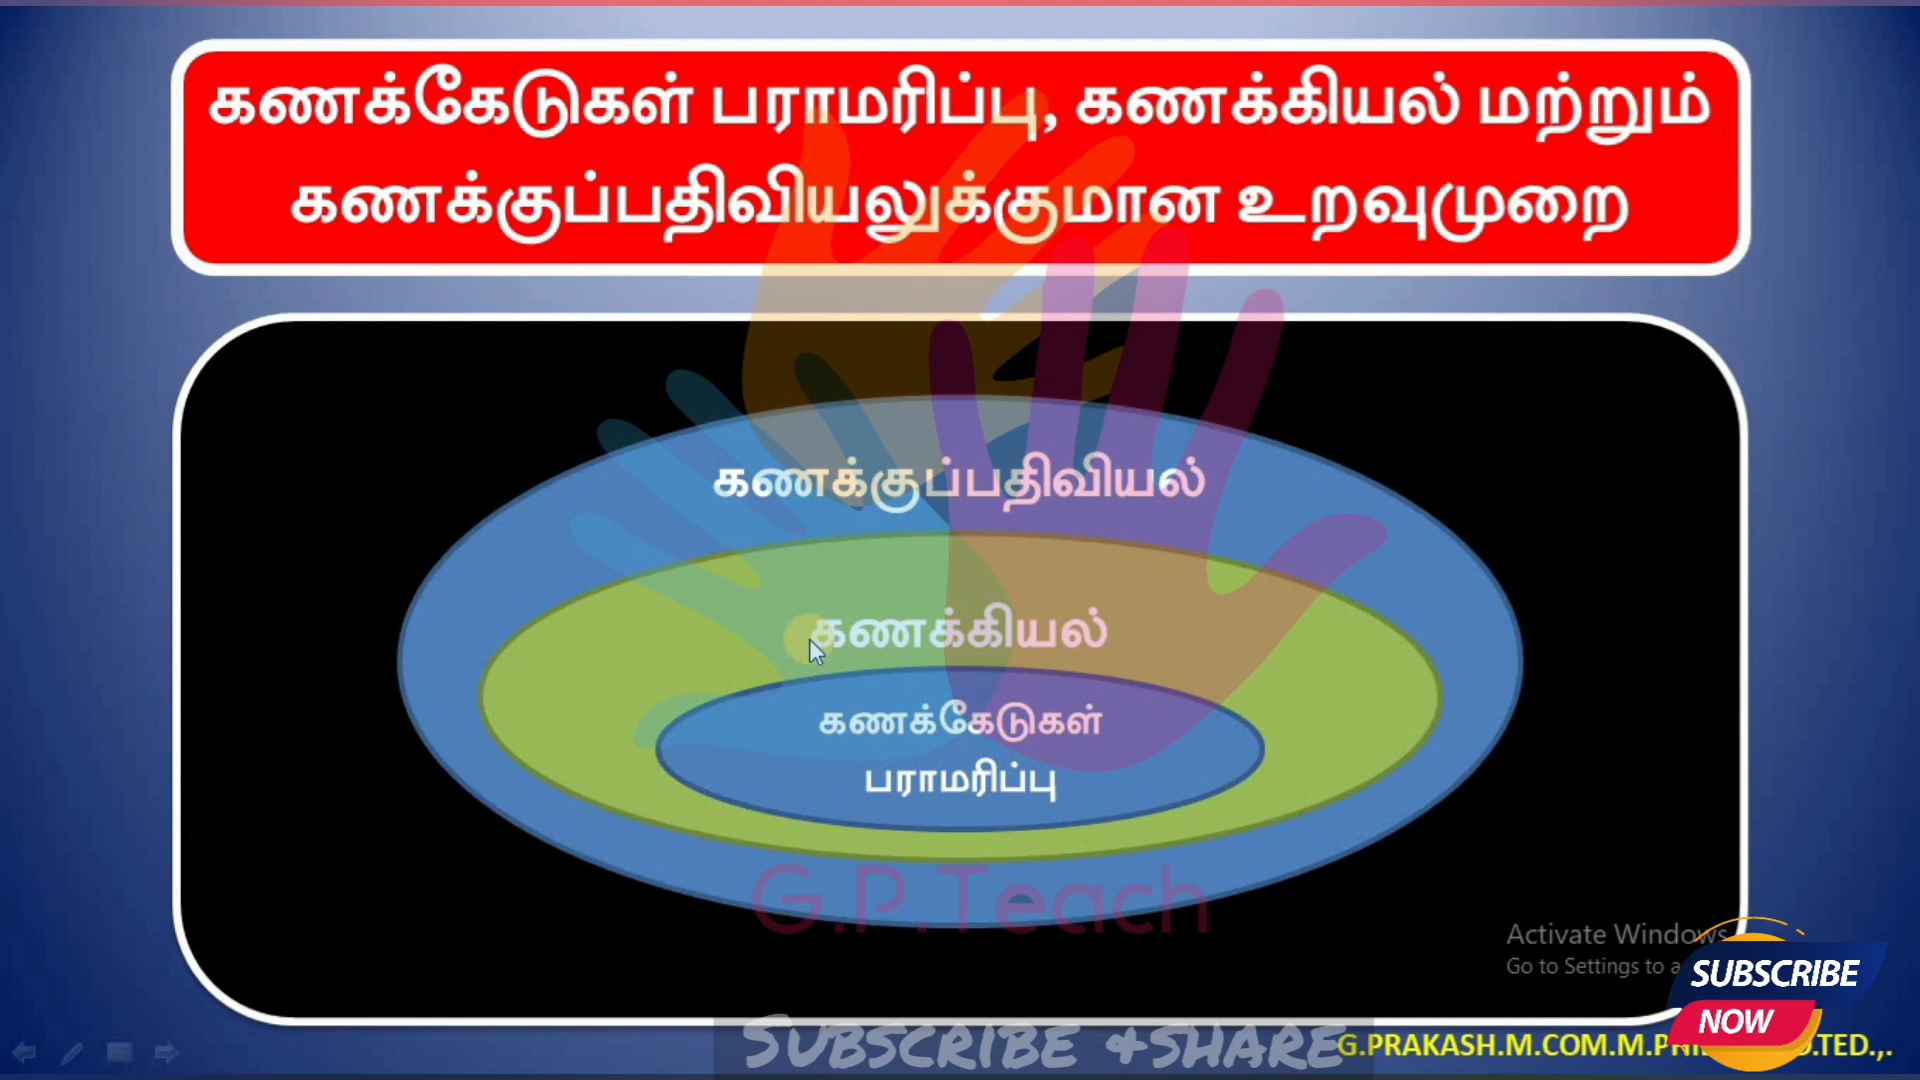 கணக்கேடுகள் பராமரிப்பு, கணக்கியல் மற்றும்
கணக்குப்பதிவியலுக்குமான உறவுமுறை
கணக்குப்பதிவியல்
கணக்கியல்
கணக்கேடுகள்
பராமரிப்பு
G.P.Teach
Activate Windows
Go to Settings to a
SUBSCRIBE
NOW
SUBSCRIBE &SHARE
G.PRAKASH.M.COM.M.PHI